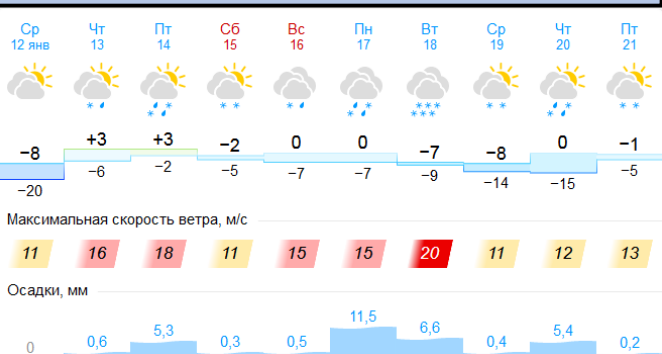 Ср Чт Пт Сб Вс Пн Вт Ср Чт Пт
12 янв 13 14 15 16 17 18 19 20 21
−8 +3 +3 −2 0 0 −7 −8 0 −1
−20 −6 −2 −5 −7 −7 −9 −14 −15 −5
Максимальная скорость ветра, м/с
11 16 18 11 15 15 20 11 12 13
Осадки, мм
0 0,6 5,3 0,3 0,5 11,5 6,6 0,4 5,4 0,2